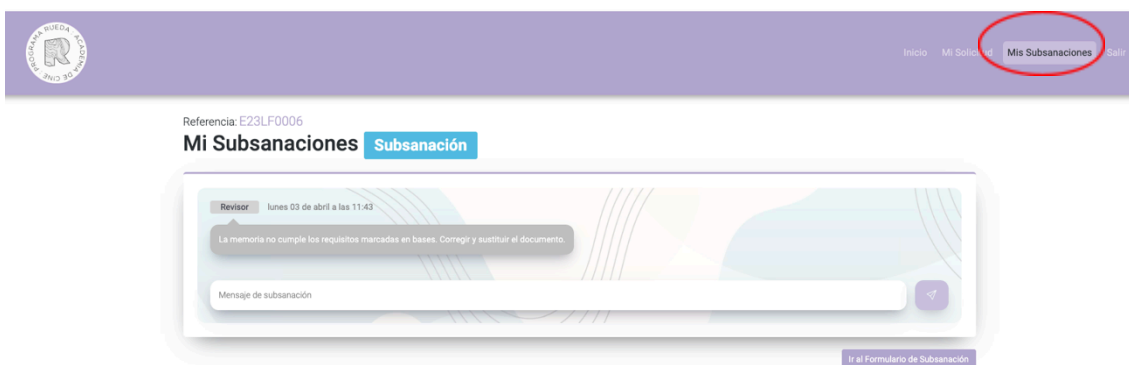 PROGRAMA RUEDA · ACADEMIA DE CINE ·
R
Inicio Mi Solicitud Mis Subsanaciones Salir
Referencia: E23LF0006
Mi Subsanaciones Subsanación
Revisor lunes 03 de abril a las 11:43
La memoria no cumple los requisitos marcadas en bases. Corregir y sustituir el documento.
Mensaje de subsanación
Ir al Formulario de Subsanación